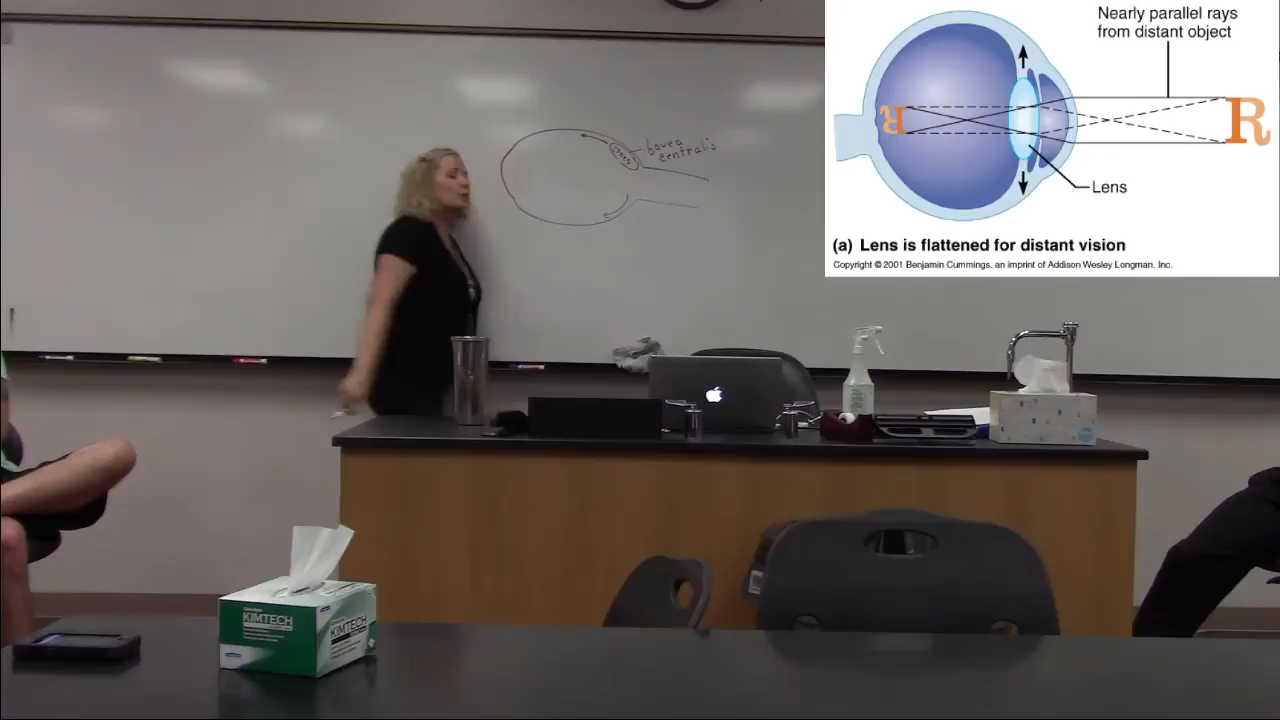 Nearly parallel rays
from distant object
R
R
Lens
(a) Lens is flattened for distant vision
Copyright © 2001 Benjamin Cummings, an imprint of Addison Wesley Longman, Inc.
centralis
KIMTECH
KIMTECH